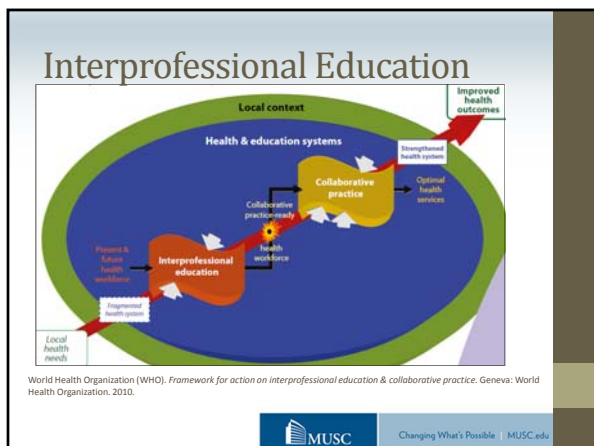 Interprofessional Education
Improved
health
outcomes
Local context
Health & education systems
Strengthened
health system
Collaborative
practice
Optimal
health
services
Collaborative
practice-ready
health
workforce
Present &
future
health
workforce
Interprofessional
education
Fragmented
health system
Local
health
needs
World Health Organization (WHO). Framework for action on interprofessional education & collaborative practice. Geneva: World
Health Organization. 2010.
MUSC
Changing What's Possible | MUSC.edu